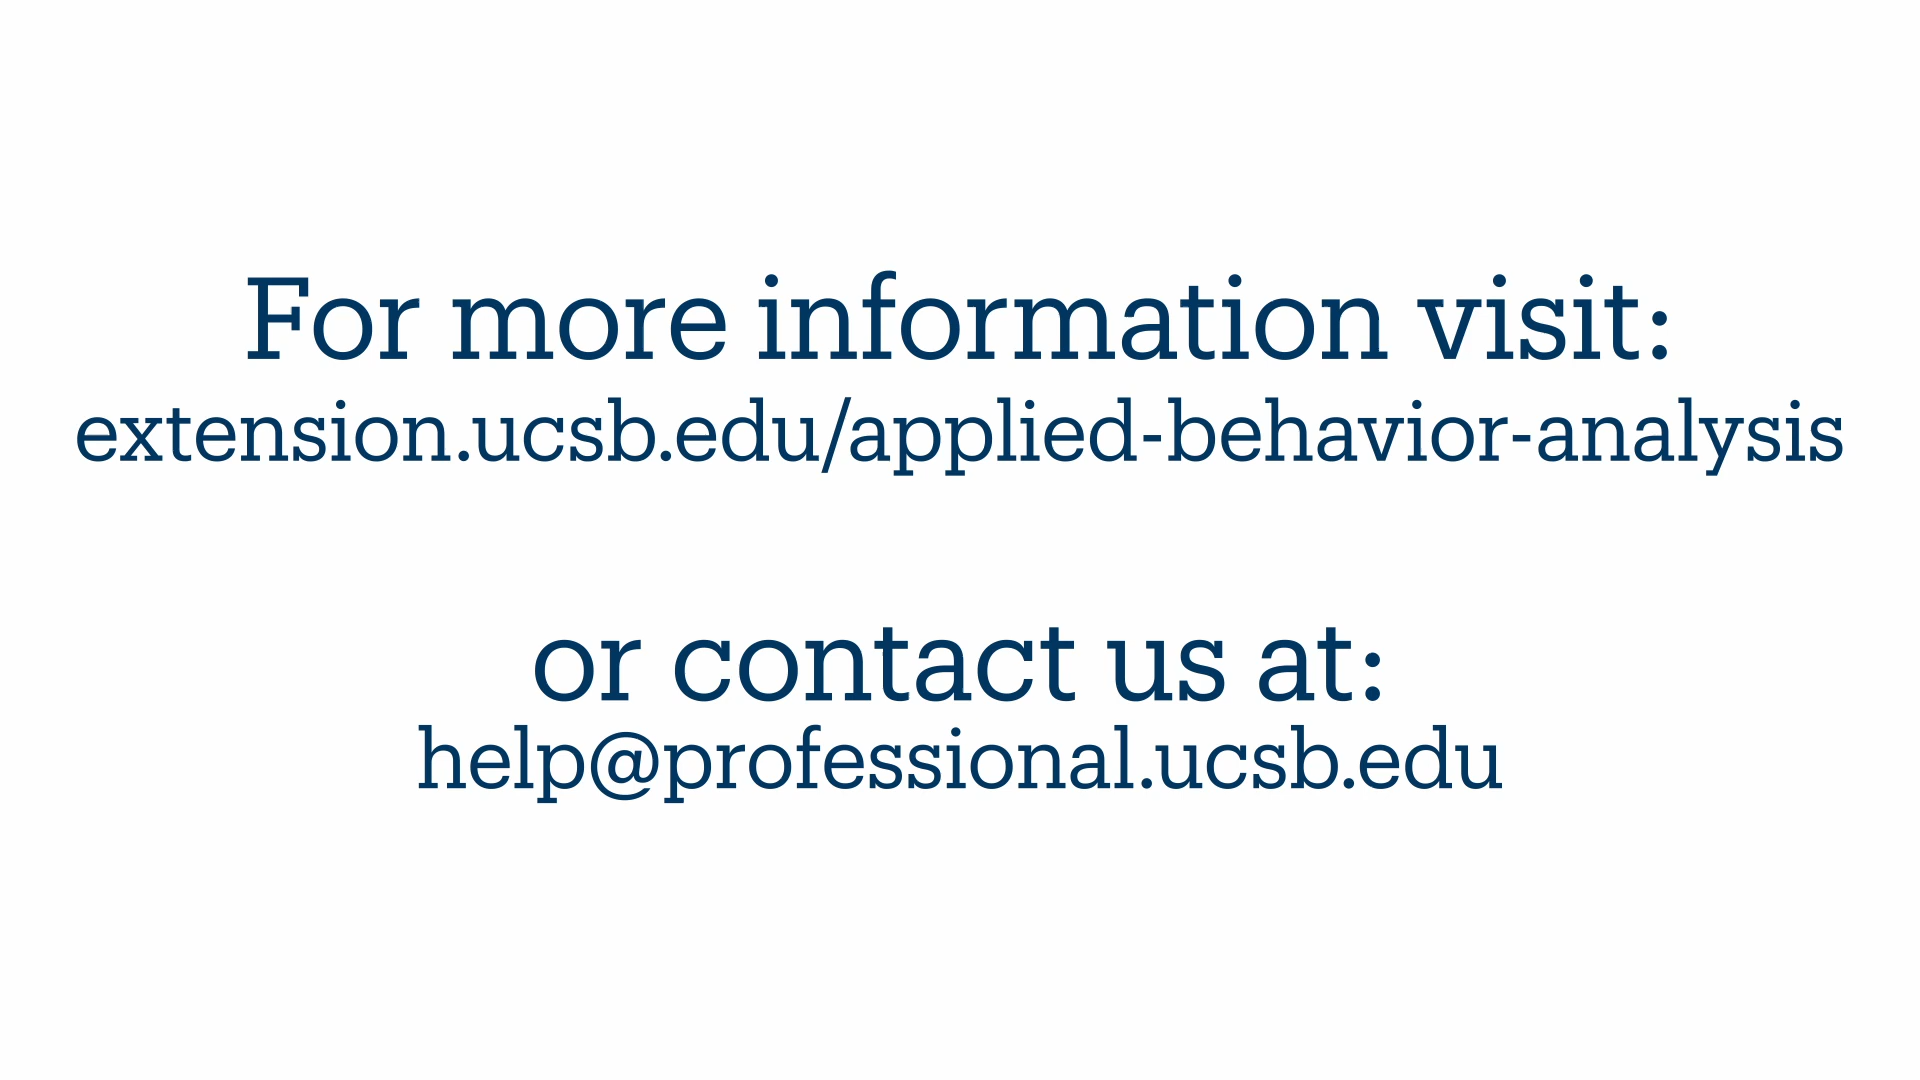 For more information visit:
extension.ucsb.edu/applied-behavior-analysis
or contact us at:
help@professional.ucsb.edu